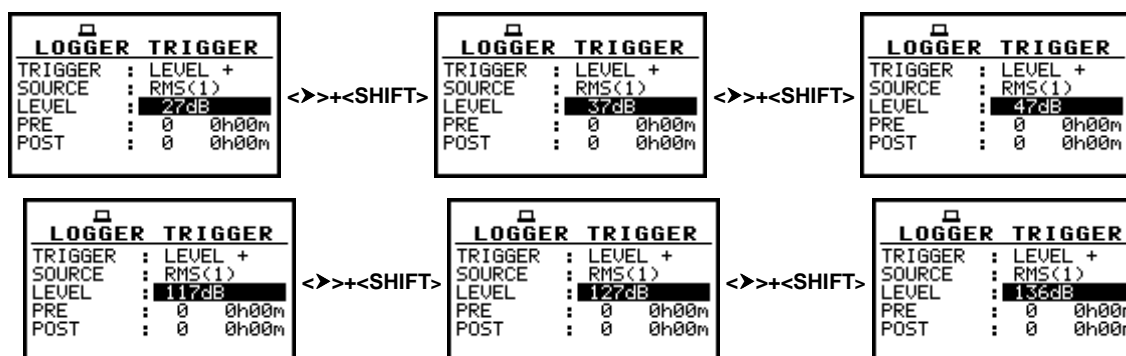 LOGGER TRIGGER
TRIGGER : LEVEL +
SOURCE : RMS(1)
LEVEL : 27dB
PRE : 0 0h00m
POST : 0 0h00m
<➤>+<SHIFT>
LOGGER TRIGGER
TRIGGER : LEVEL +
SOURCE : RMS(1)
LEVEL : 37dB
PRE : 0 0h00m
POST : 0 0h00m
<➤>+<SHIFT>
LOGGER TRIGGER
TRIGGER : LEVEL +
SOURCE : RMS(1)
LEVEL : 47dB
PRE : 0 0h00m
POST : 0 0h00m
LOGGER TRIGGER
TRIGGER : LEVEL +
SOURCE : RMS(1)
LEVEL : 117dB
PRE : 0 0h00m
POST : 0 0h00m
<➤>+<SHIFT>
LOGGER TRIGGER
TRIGGER : LEVEL +
SOURCE : RMS(1)
LEVEL : 127dB
PRE : 0 0h00m
POST : 0 0h00m
<➤>+<SHIFT>
LOGGER TRIGGER
TRIGGER : LEVEL +
SOURCE : RMS(1)
LEVEL : 136dB
PRE : 0 0h00m
POST : 0 0h00m